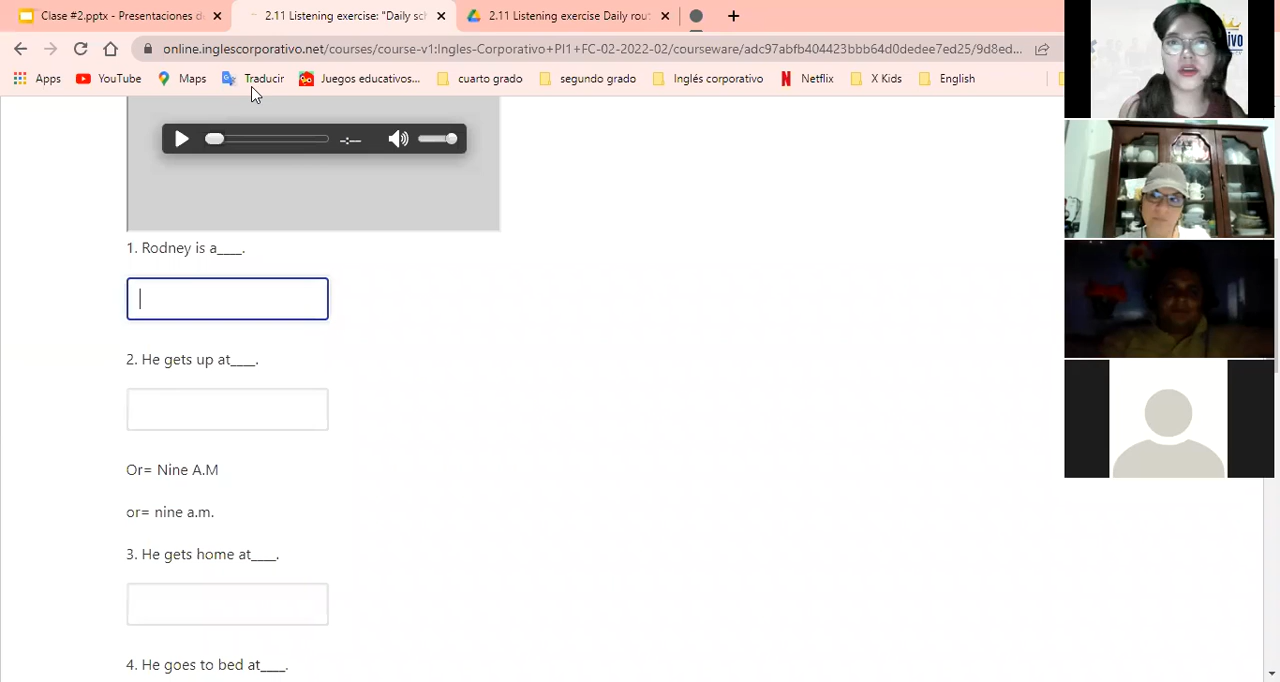 Clase #2.pptx - Presentaciones d
2.11 Listening exercise: "Daily sch
2.11 Listening exercise Daily rout
online.inglescorporativo.net/courses/course-v1:Ingles-Corporativo+PI1+FC-02-2022-02/courseware/adc97abfb404423bbb64d0dedee7ed25/9d8ed...
Apps
YouTube
Maps
Traducir
Juegos educativos...
cuarto grado
segundo grado
Inglés corporativo
Netflix
X Kids
English
1. Rodney is a____.
2. He gets up at____.
Or= Nine A.M
or= nine a.m.
3. He gets home at____.
4. He goes to bed at____.